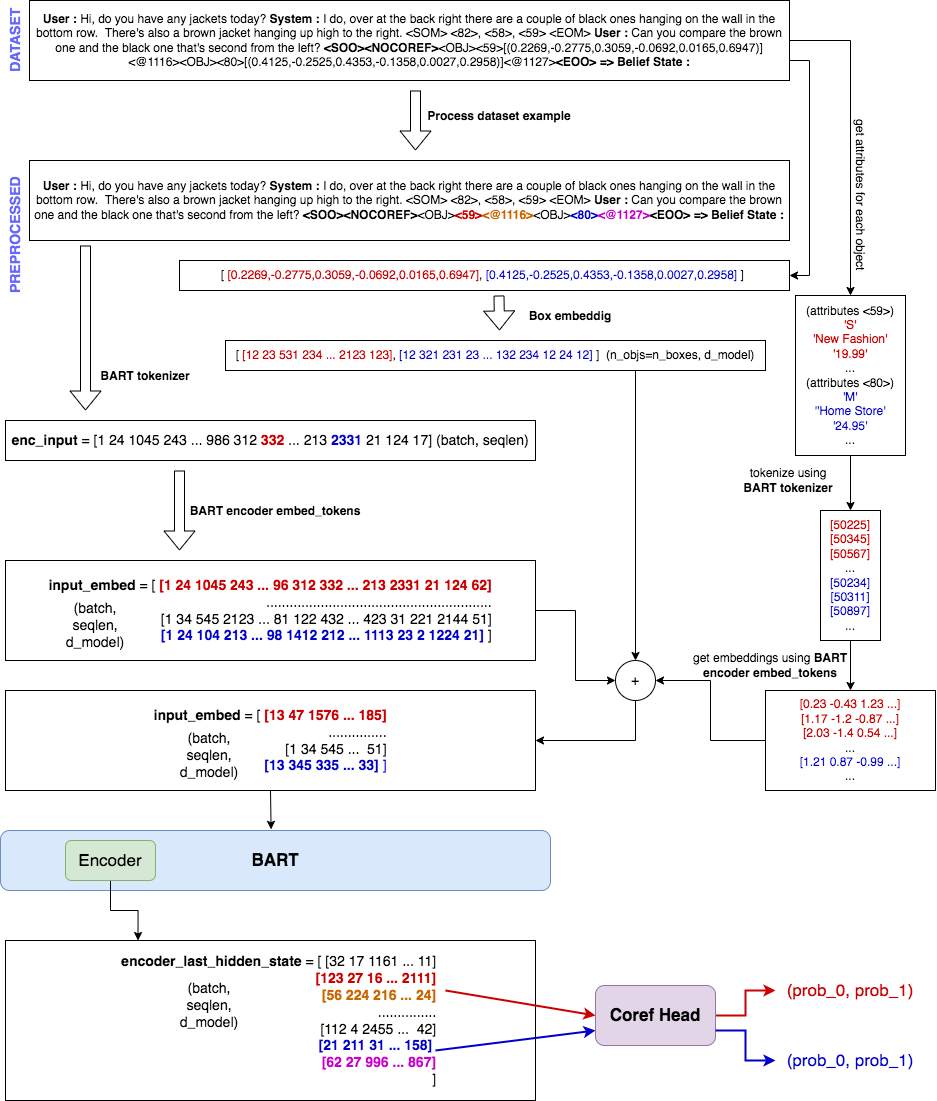 DATASET
User : Hi, do you have any jackets today? System : I do, over at the back right there are a couple of black ones hanging on the wall in the
bottom row.  There's also a brown jacket hanging up high to the right. <SOM> <82>, <58>, <59> <EOM> User : Can you compare the brown
one and the black one that's second from the left? <SOO><NOCOREF><OBJ><59>[(0.2269,-0.2775,0.3059,-0.0692,0.0165,0.6947)]
<@1116><OBJ><80>[(0.4125,-0.2525,0.4353,-0.1358,0.0027,0.2958)]<@1127><EOO> => Belief State :
Process dataset example
get attributes for each object
PREPROCESSED
User : Hi, do you have any jackets today? System : I do, over at the back right there are a couple of black ones hanging on the wall in the
bottom row.  There's also a brown jacket hanging up high to the right. <SOM> <82>, <58>, <59> <EOM> User : Can you compare the brown
one and the black one that's second from the left? <SOO><NOCOREF><OBJ><59><@1116><OBJ><80><@1127><EOO> => Belief State :
[ [0.2269,-0.2775,0.3059,-0.0692,0.0165,0.6947], [0.4125,-0.2525,0.4353,-0.1358,0.0027,0.2958] ]
Box embeddig
[ [12 23 531 234 ... 2123 123], [12 321 231 23 ... 132 234 12 24 12] ]  (n_objs=n_boxes, d_model)
(attributes <59>)
'S'
'New Fashion'
'19.99'
...
(attributes <80>)
'M'
''Home Store'
'24.95'
...
BART tokenizer
enc_input = [1 24 1045 243 ... 986 312 332 ... 213 2331 21 124 17] (batch, seqlen)
tokenize using
BART tokenizer
BART encoder embed_tokens
[50225]
[50345]
[50567]
...
[50234]
[50311]
[50897]
...
input_embed = [ [1 24 1045 243 ... 96 312 332 ... 213 2331 21 124 62]
..........................................................
(batch,
seqlen,
d_model)
[1 34 545 2123 ... 81 122 432 ... 423 31 221 2144 51]
[1 24 104 213 ... 98 1412 212 ... 1113 23 2 1224 21] ]
get embeddings using BART
encoder embed_tokens
+
[0.23 -0.43 1.23 ...]
[1.17 -1.2 -0.87 ...]
[2.03 -1.4 0.54 ...]
...
[1.21 0.87 -0.99 ...]
...
input_embed = [ [13 47 1576 ... 185]
...............
(batch,
seqlen,
d_model)
[1 34 545 ...  51]
[13 345 335 ... 33] ]
Encoder
BART
encoder_last_hidden_state = [ [32 17 1161 ... 11]
[123 27 16 ... 2111]
[56 224 216 ... 24]
...............
(batch,
seqlen,
d_model)
[112 4 2455 ...  42]
[21 211 31 ... 158]
[62 27 996 ... 867]
]
Coref Head
(prob_0, prob_1)
(prob_0, prob_1)